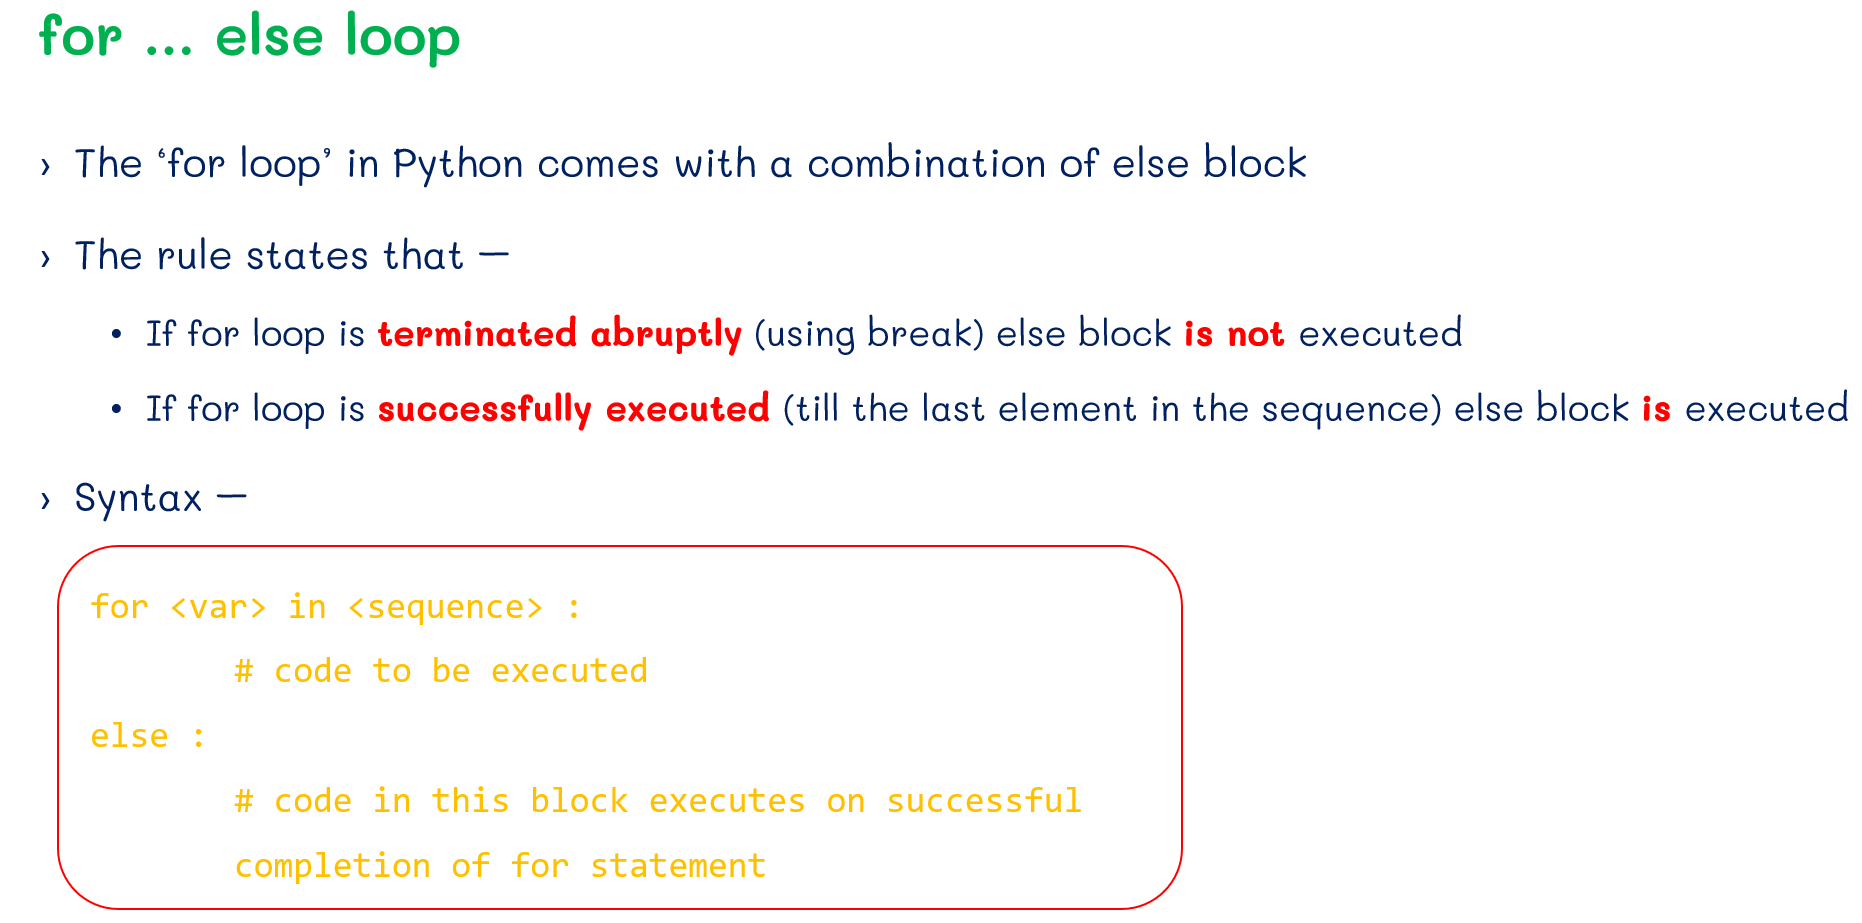 for ... else loop
› The ‘for loop’ in Python comes with a combination of else block
› The rule states that —
• If for loop is terminated abruptly (using break) else block is not executed
• If for loop is successfully executed (till the last element in the sequence) else block is executed
› Syntax —
for <var> in <sequence> :
# code to be executed
else :
# code in this block executes on successful
completion of for statement